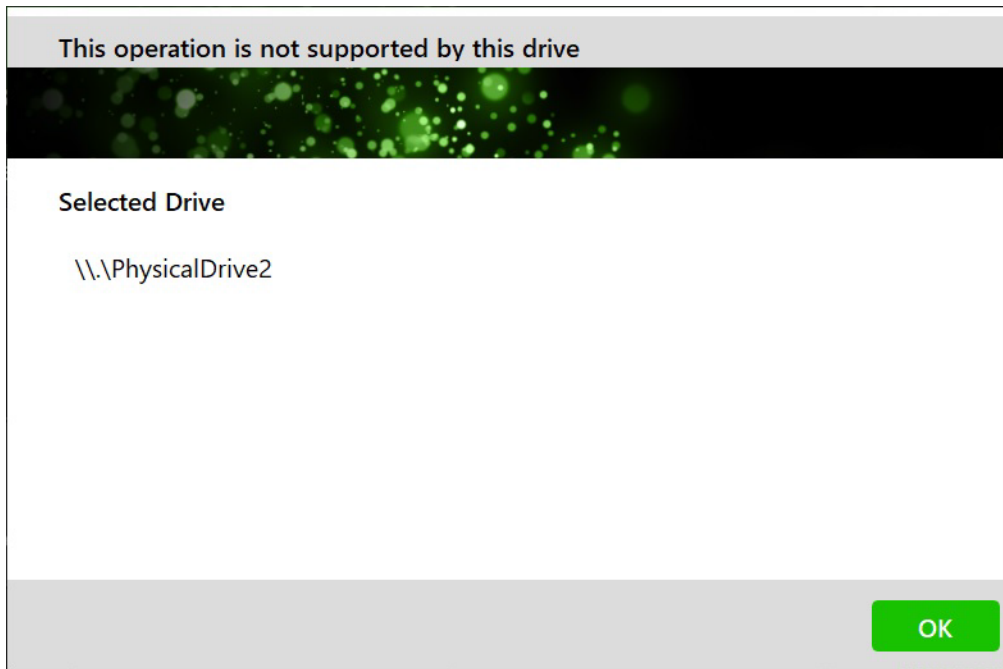 This operation is not supported by this drive
Selected Drive
\\.\PhysicalDrive2
OK